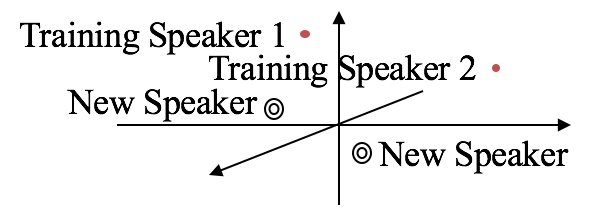 Training Speaker 1
Training Speaker 2
New Speaker
New Speaker